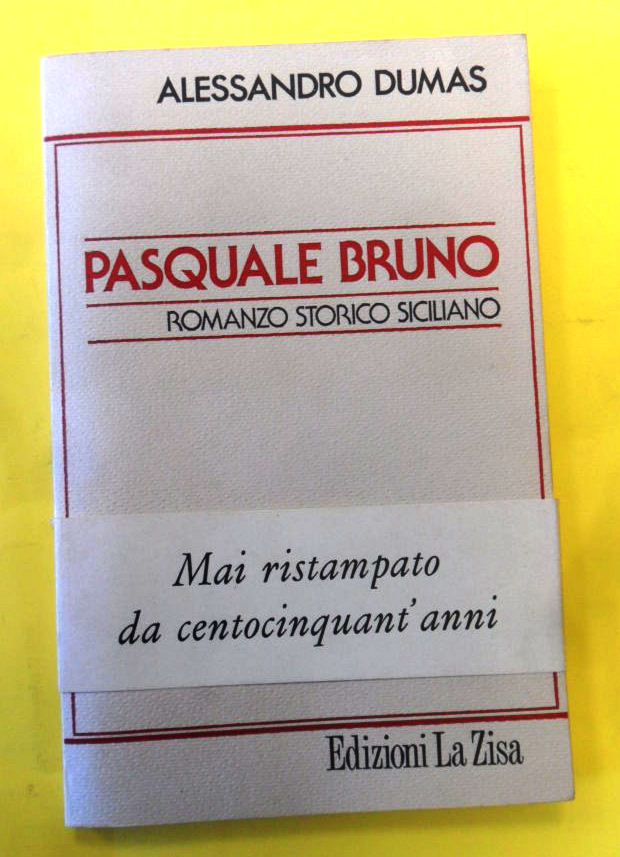 ALESSANDRO DUMAS
PASQUALE BRUNO
ROMANZO STORICO SICILIANO
Mai ristampato
da centocinquant'anni
Edizioni La Zisa